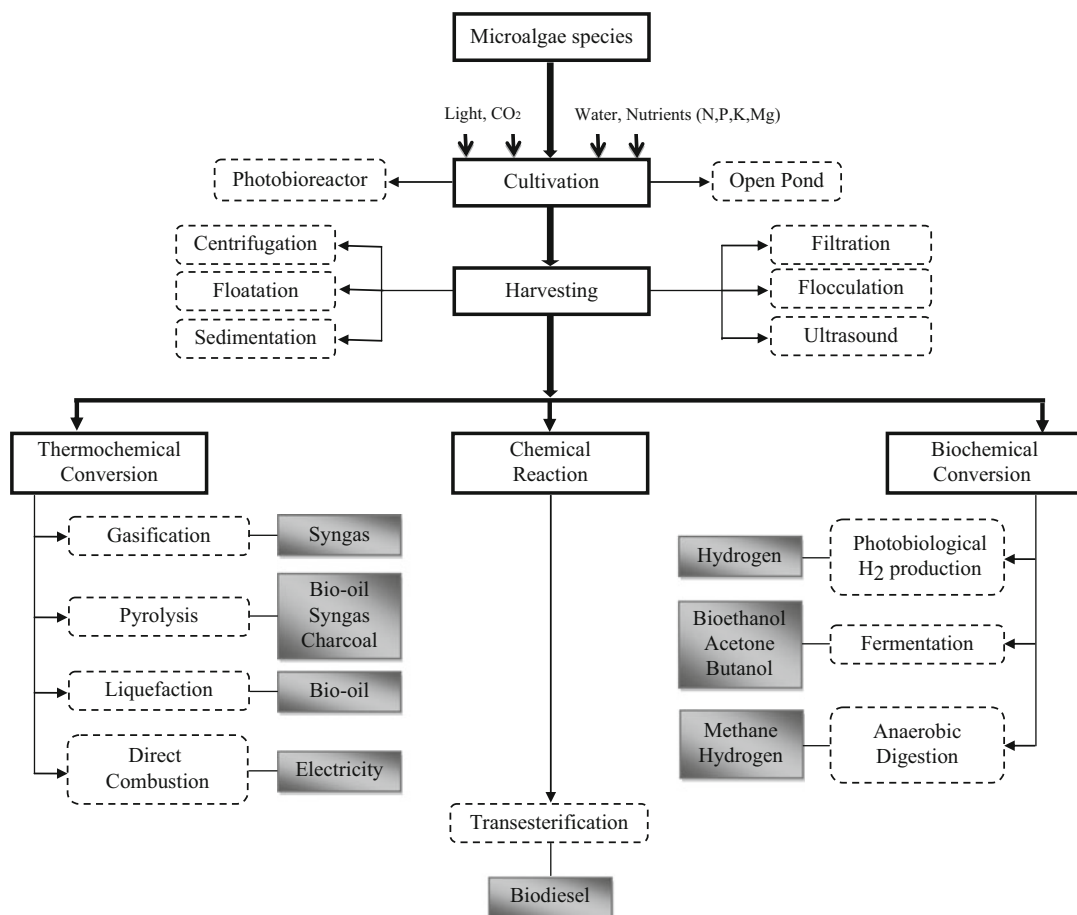 Microalgae species
Light, CO₂
Water, Nutrients (N,P,K,Mg)
Photobioreactor
Cultivation
Open Pond
Centrifugation
Floatation
Sedimentation
Harvesting
Filtration
Flocculation
Ultrasound
Thermochemical
Conversion
Chemical
Reaction
Biochemical
Conversion
Gasification
Syngas
Pyrolysis
Bio-oil
Syngas
Charcoal
Liquefaction
Bio-oil
Direct
Combustion
Electricity
Transesterification
Biodiesel
Hydrogen
Photobiological
H₂ production
Bioethanol
Acetone
Butanol
Fermentation
Methane
Hydrogen
Anaerobic
Digestion